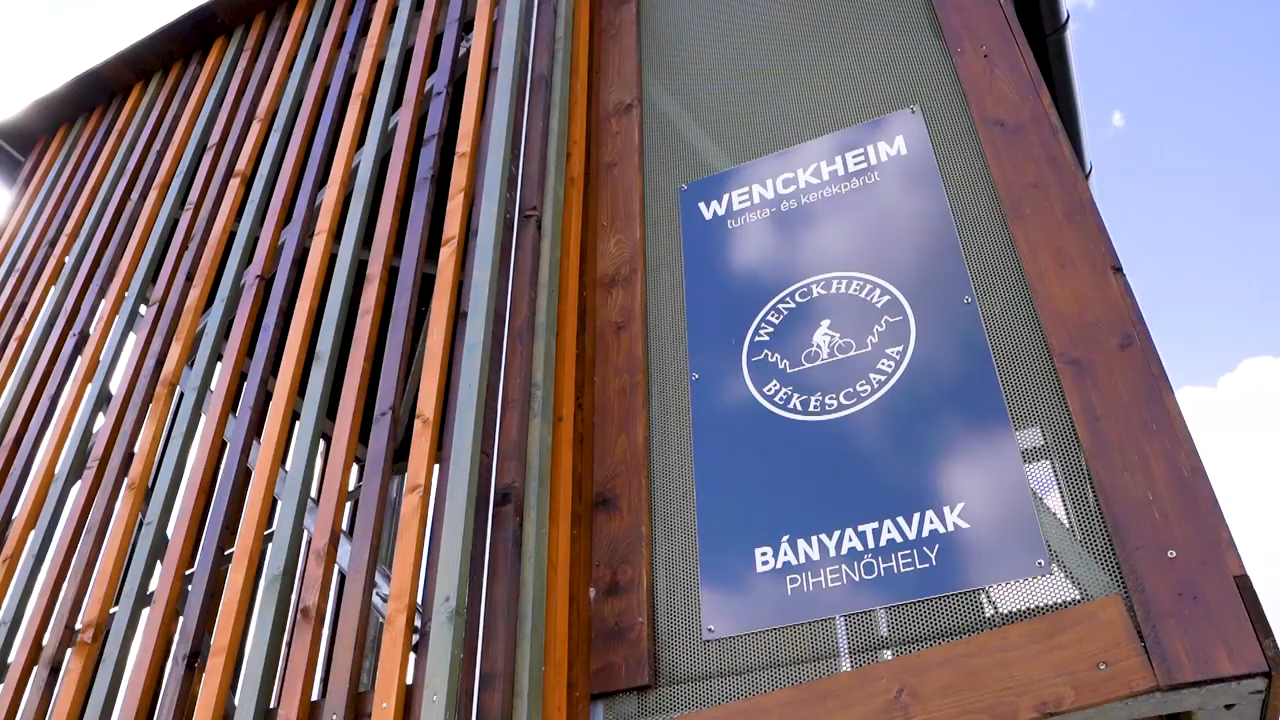 WENCKHEIM
turista- és kerékpárút
WENCKHEIM
BÉKÉSCSABA
BÁNYATAVAK
PIHENŐHELY